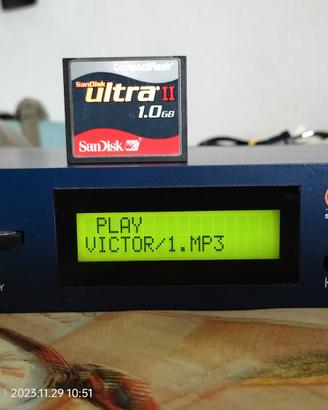 CompactFlash
SanDisk
ultra II
1.0GB
SanDisk
PLAY
VICTOR/1.MP3
2023.11.29 10:51